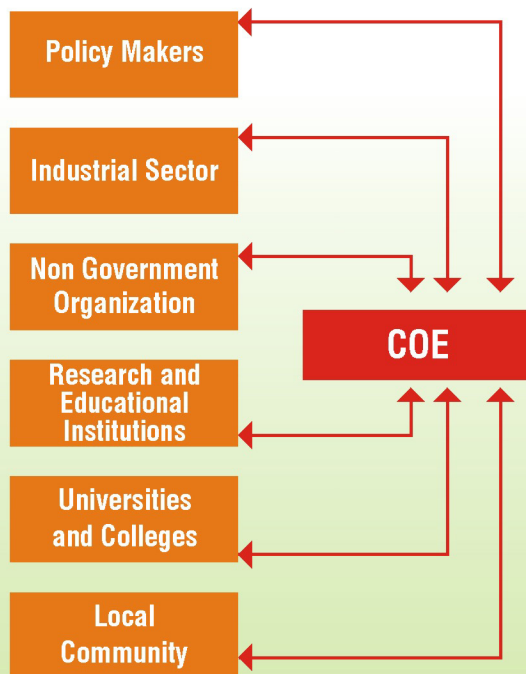 Policy Makers
Industrial Sector
Non Government
Organization
COE
Research and
Educational
Institutions
Universities
and Colleges
Local
Community